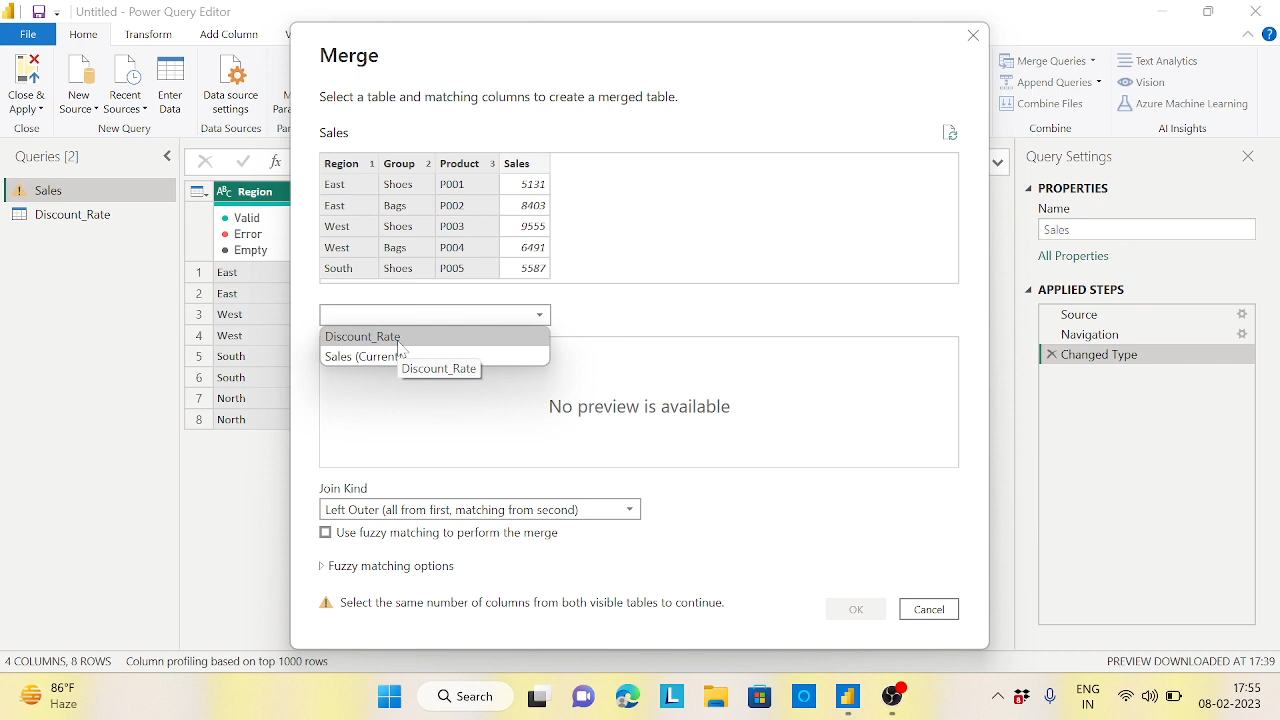 Untitled - Power Query Editor
File Home Transform Add Column V
Close & Apply
New Source
Recent Sources
Enter Data
Data source settings
M
Para
Merge Queries
Append Queries
Combine Files
Text Analytics
Vision
Azure Machine Learning
Close
New Query
Data Sources
Par
Combine
AI Insights
Queries [2]
Sales
Discount_Rate
fx
ABC Region
Valid
Error
Empty
1 East
2 East
3 West
4 West
5 South
6 South
7 North
8 North
Merge
Select a table and matching columns to create a merged table.
Sales
Region 1 Group 2 Product 3 Sales
East Shoes P001 5131
East Bags P002 8403
West Shoes P003 9555
West Bags P004 6491
South Shoes P005 5587
Discount_Rate
Sales (Current)
Discount_Rate
No preview is available
Join Kind
Left Outer (all from first, matching from second)
Use fuzzy matching to perform the merge
Fuzzy matching options
Select the same number of columns from both visible tables to continue.
OK Cancel
Query Settings
PROPERTIES
Name
Sales
All Properties
APPLIED STEPS
Source
Navigation
Changed Type
4 COLUMNS, 8 ROWS Column profiling based on top 1000 rows
PREVIEW DOWNLOADED AT 17:39
86°F
Haze
Search
ENG
IN
17:55
08-02-2023